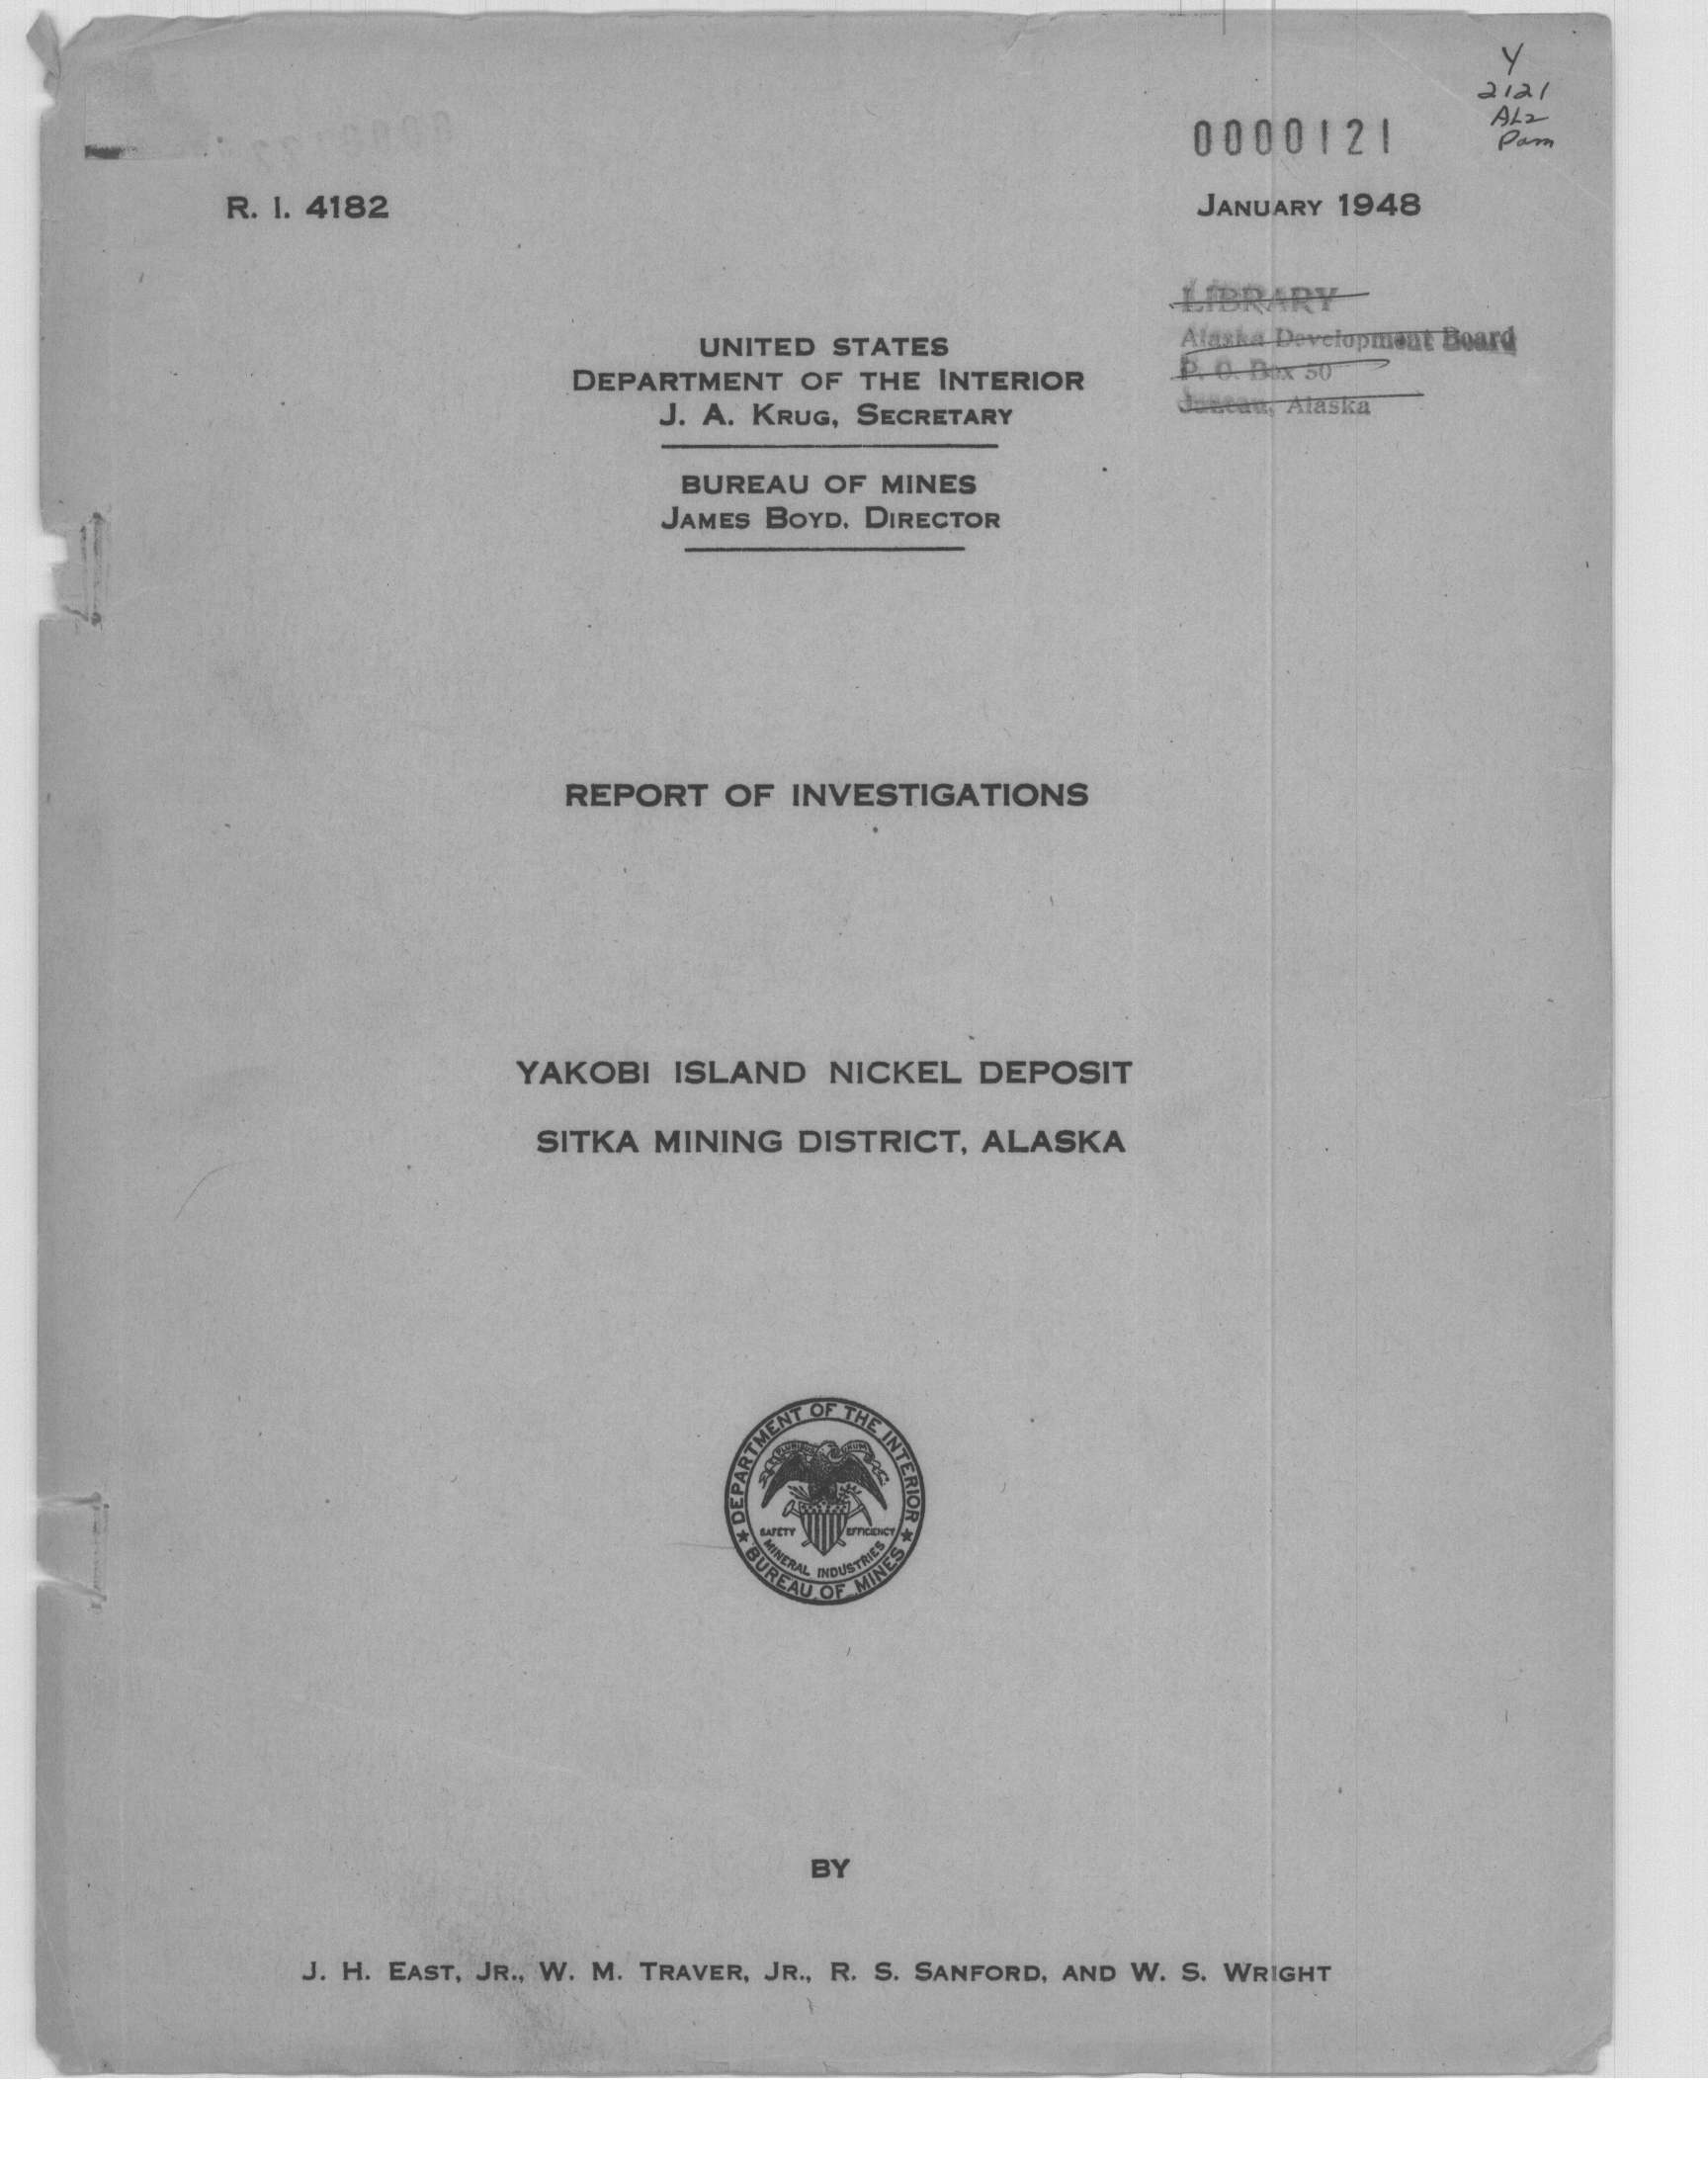 Y
2121
AL2
Pam
0000121
R. I. 4182
JANUARY 1948
LIBRARY
Alaska Development Board
P. O. Box 50
Juneau, Alaska
UNITED STATES
DEPARTMENT OF THE INTERIOR
J. A. KRUG, SECRETARY
BUREAU OF MINES
JAMES BOYD, DIRECTOR
REPORT OF INVESTIGATIONS
YAKOBI ISLAND NICKEL DEPOSIT
SITKA MINING DISTRICT, ALASKA
DEPARTMENT OF THE INTERIOR
SAFETY EFFICIENCY
MINERAL INDUSTRIES
BUREAU OF MINES
BY
J. H. EAST, JR., W. M. TRAVER, JR., R. S. SANFORD, AND W. S. WRIGHT